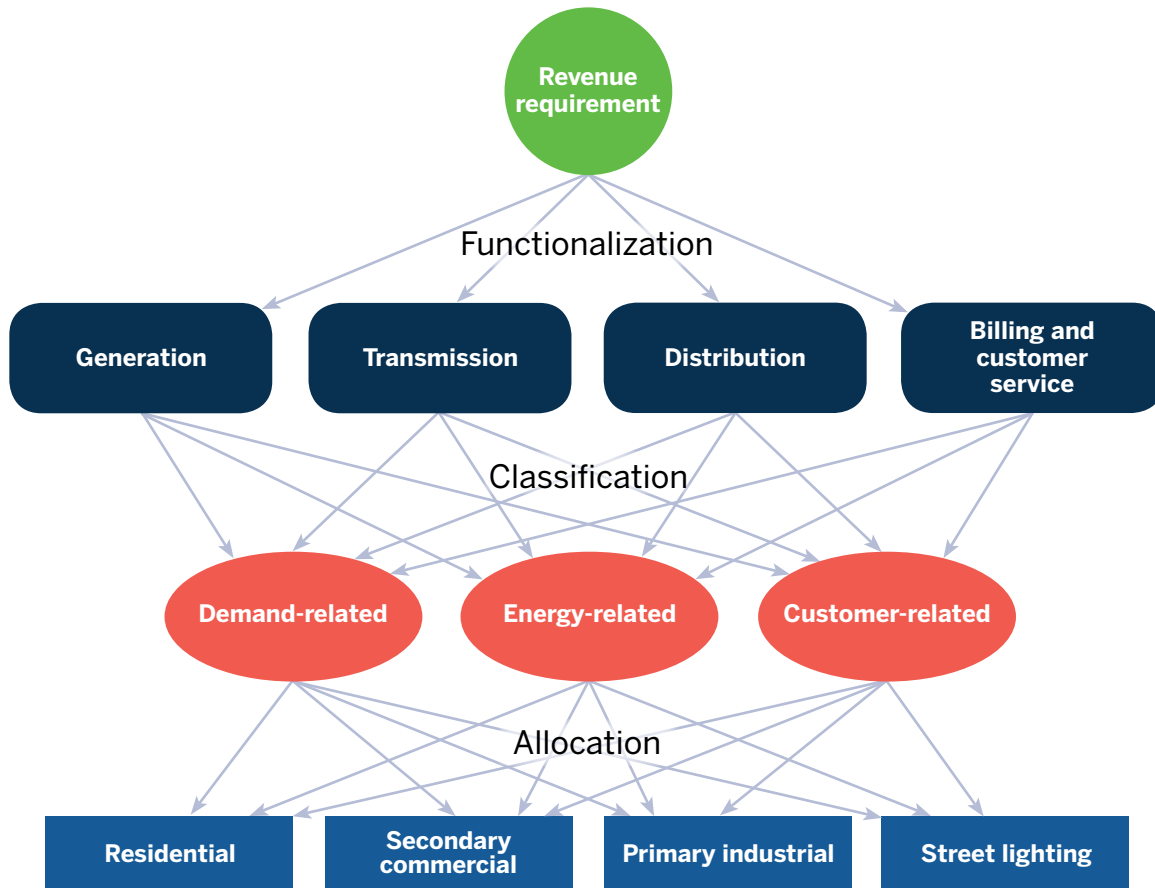 Revenue
requirement
Functionalization
Generation
Transmission
Distribution
Billing and
customer
service
Classification
Demand-related
Energy-related
Customer-related
Allocation
Residential
Secondary
commercial
Primary industrial
Street lighting